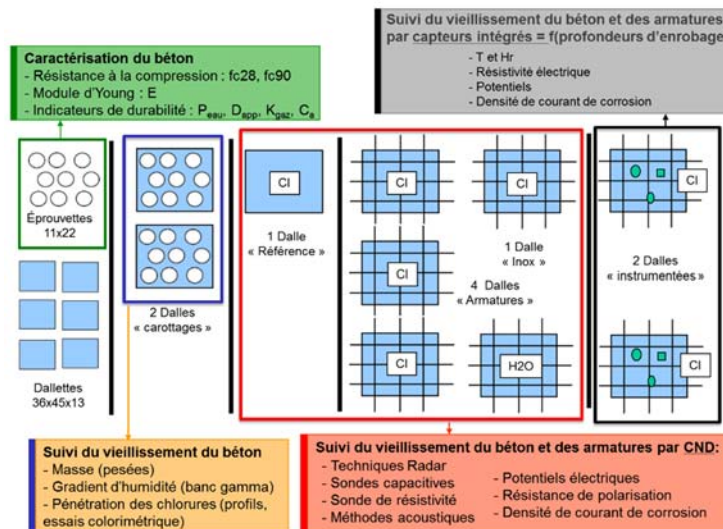 Suivi du vieillissement du béton et des armatures
par capteurs intégrés = f(profondeurs d'enrobage
- T et Hr
- Résistivité électrique
- Potentiels
- Densité de courant de corrosion
Caractérisation du béton
- Résistance à la compression : fc28, fc90
- Module d'Young : E
- Indicateurs de durabilité : Peau, Dapp, Kgaz, Ca
Éprouvettes
11x22
Dallettes
36x45x13
2 Dalles
« carottages »
Cl
1 Dalle
« Référence »
Cl
Cl
Cl
Cl
1 Dalle
« Inox »
4 Dalles
« Armatures »
H2O
Cl
2 Dalles
« instrumentées »
Cl
Suivi du vieillissement du béton
- Masse (pesées)
- Gradient d'humidité (banc gamma)
- Pénétration des chlorures (profils,
essais colorimétrique)
Suivi du vieillissement du béton et des armatures par CND:
- Techniques Radar
- Sondes capacitives
- Sonde de résistivité
- Méthodes acoustiques
- Potentiels électriques
- Résistance de polarisation
- Densité de courant de corrosion